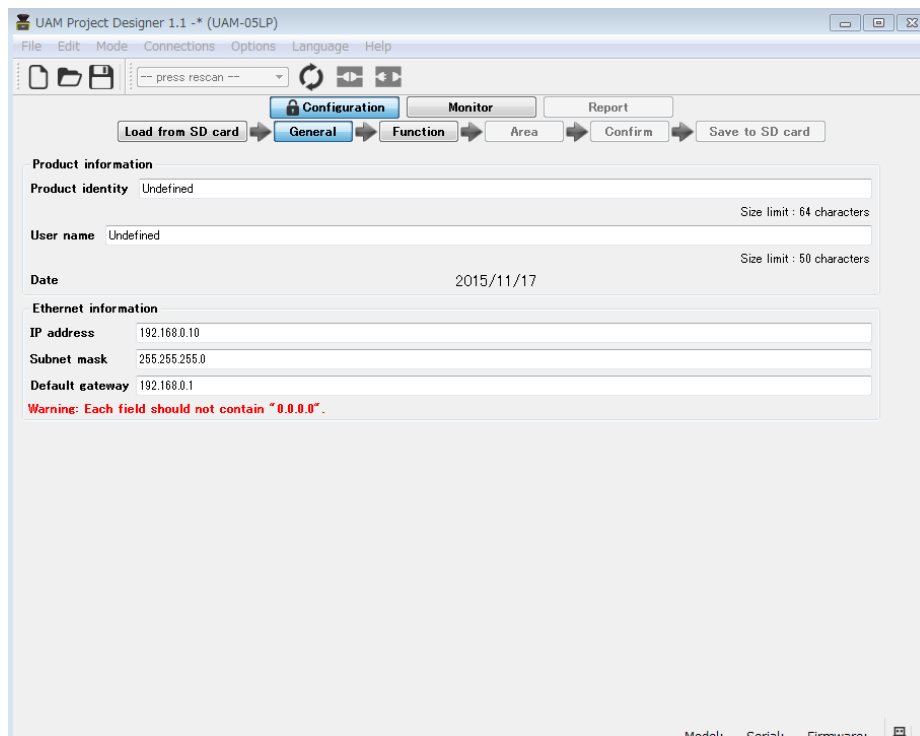 UAM Project Designer 1.1 -* (UAM-05LP)
File Edit Mode Connections Options Language Help
-- press rescan --
Configuration Monitor Report
Load from SD card General Function Area Confirm Save to SD card
Product information
Product identity Undefined
Size limit : 64 characters
User name Undefined
Size limit : 50 characters
Date 2015/11/17
Ethernet information
IP address 192.168.0.10
Subnet mask 255.255.255.0
Default gateway 192.168.0.1
Warning: Each field should not contain "0.0.0.0".
Model: Serial: Firmware: